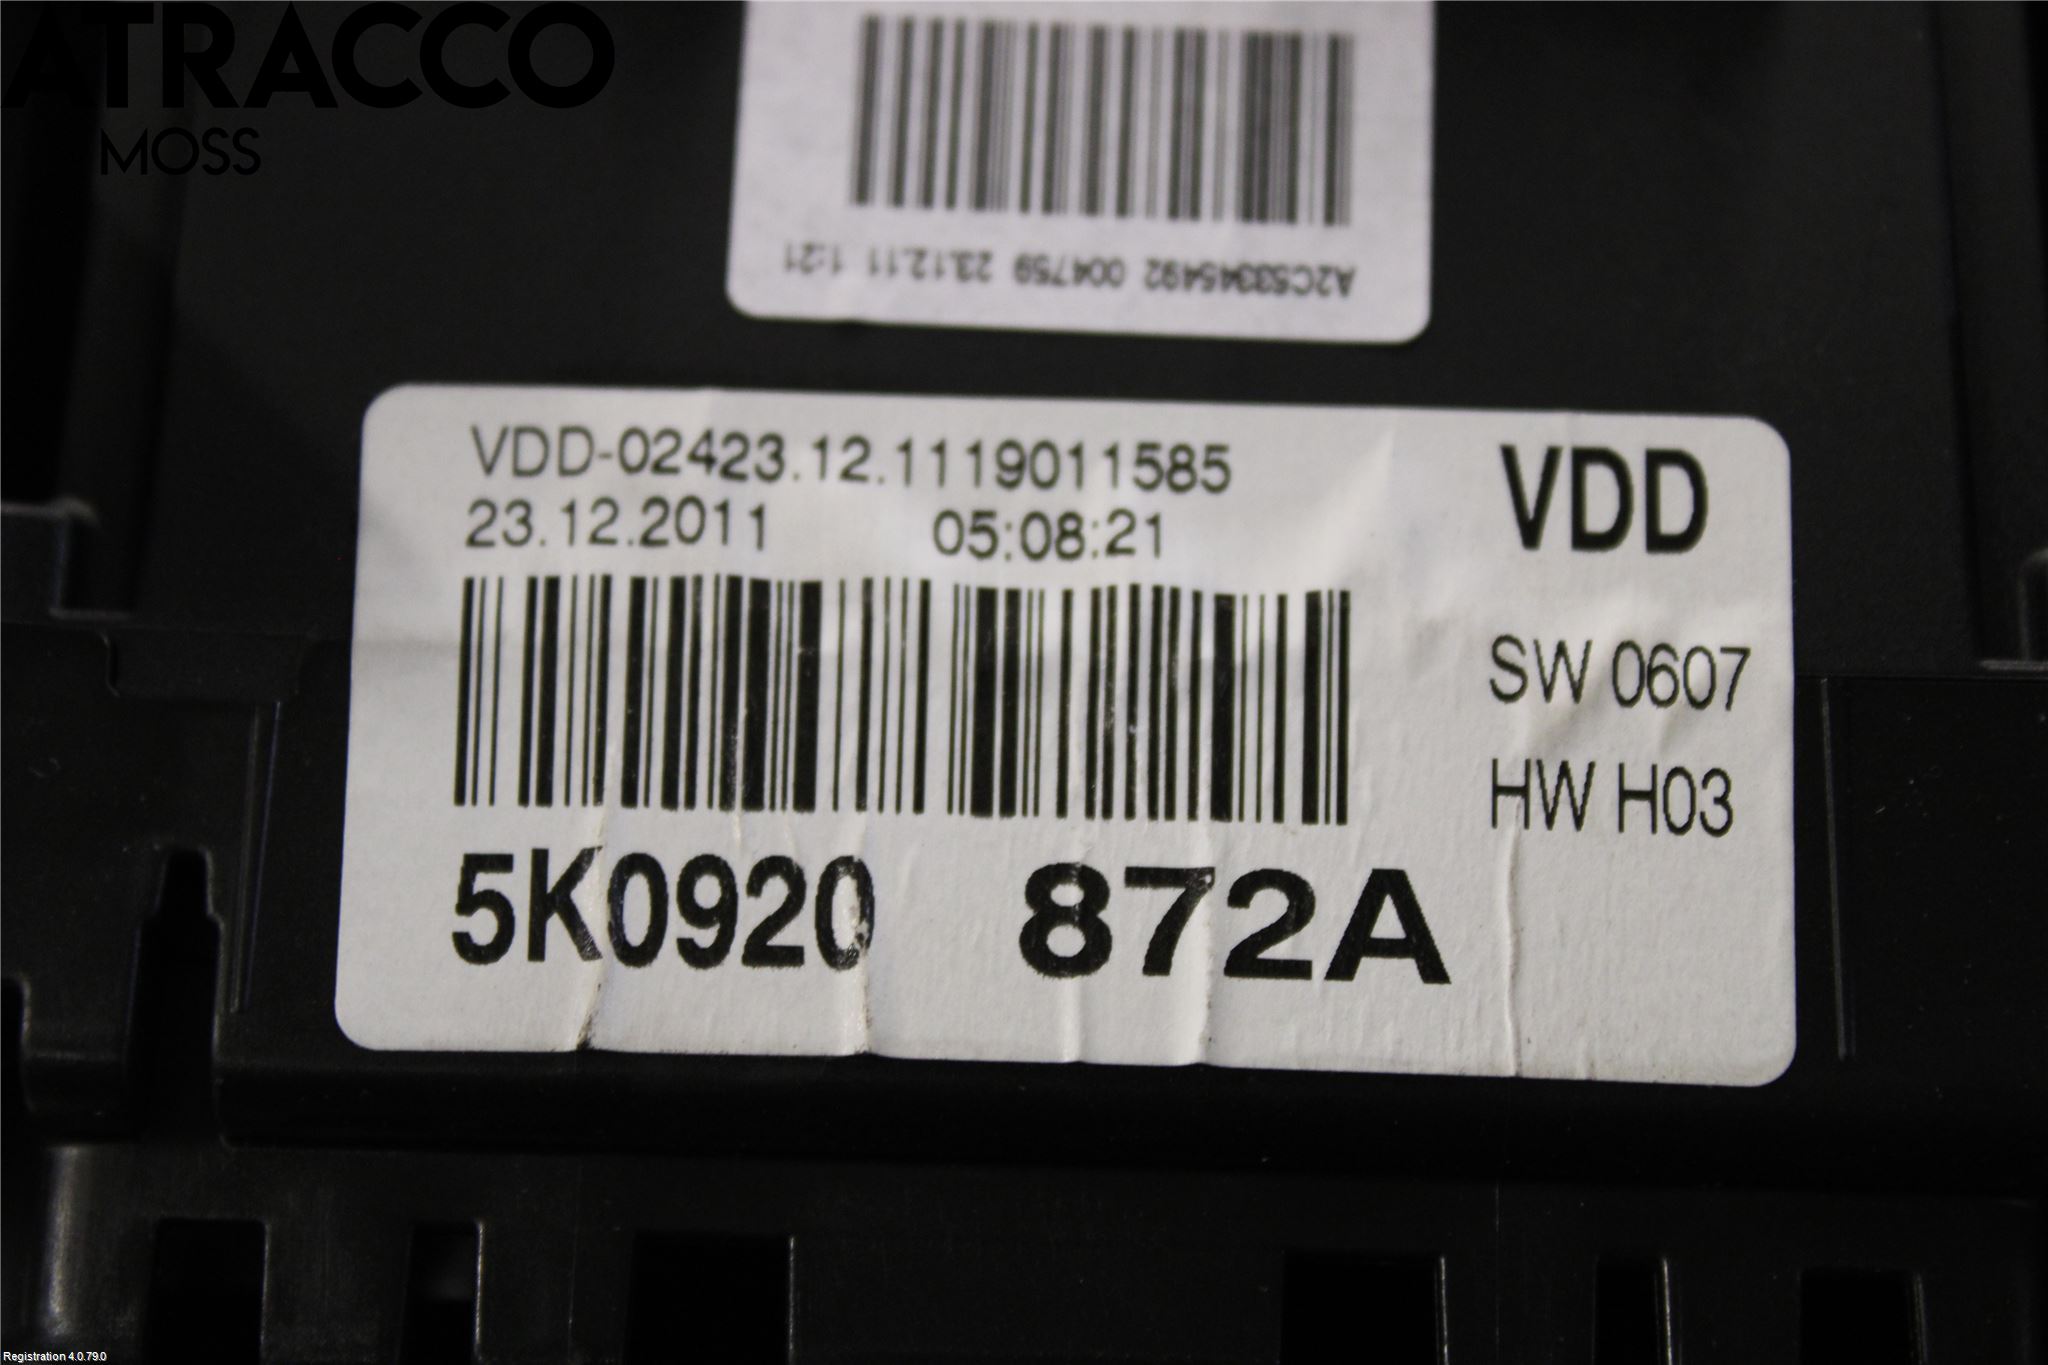 ATRACCO
MOSS
A2C53345492 004759 23.12.11 1:21
VDD-02423.12.1119011585
23.12.2011 05:08:21
VDD
SW 0607
HW H03
5K0920 872A
Registration 4.0.79.0